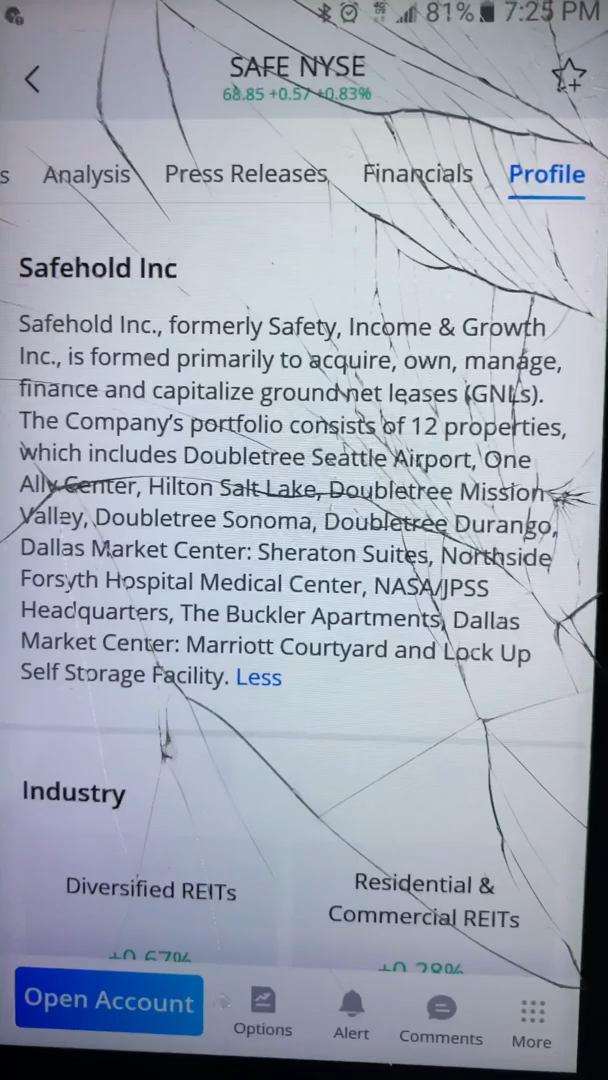 81% 7:25 PM
SAFE NYSE
68.85 +0.57 +0.83%
s Analysis Press Releases Financials Profile
Safehold Inc
Safehold Inc., formerly Safety, Income & Growth
Inc., is formed primarily to acquire, own, manage,
finance and capitalize ground net leases (GNLs).
The Company's portfolio consists of 12 properties,
which includes Doubletree Seattle Airport, One
Ally Center, Hilton Salt Lake, Doubletree Mission
Valley, Doubletree Sonoma, Doubletree Durango,
Dallas Market Center: Sheraton Suites, Northside
Forsyth Hospital Medical Center, NASA/JPSS
Headquarters, The Buckler Apartments, Dallas
Market Center: Marriott Courtyard and Lock Up
Self Storage Facility. Less
Industry
Diversified REITs
Residential &
Commercial REITs
+0.67%
+0.28%
Open Account
Options
Alert
Comments
More